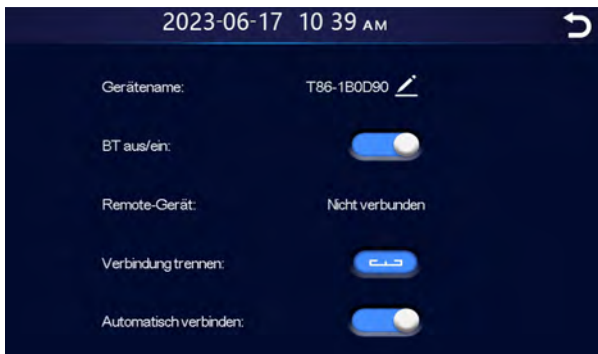 2023-06-17 10 39 AM
Gerätename: T86-1B0D90
BT aus/ein:
Remote-Gerät: Nicht verbunden
Verbindung trennen:
Automatisch verbinden: